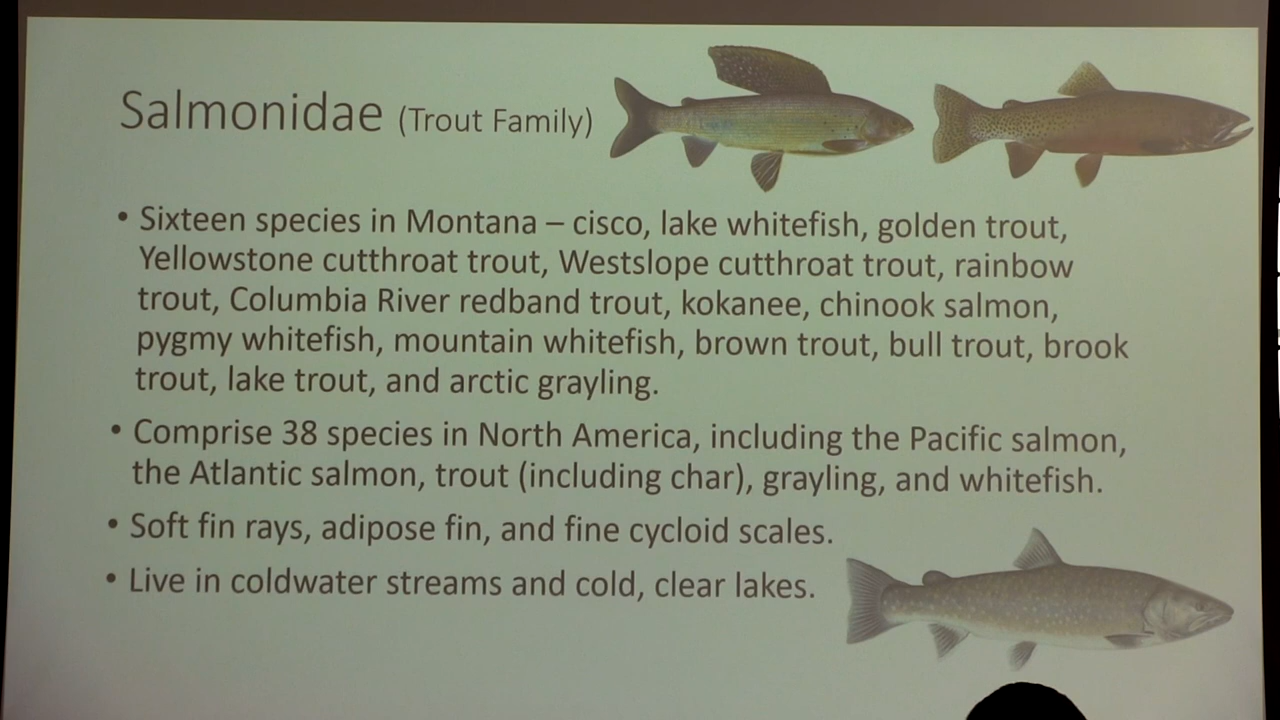 Salmonidae (Trout Family)
• Sixteen species in Montana – cisco, lake whitefish, golden trout,
Yellowstone cutthroat trout, Westslope cutthroat trout, rainbow
trout, Columbia River redband trout, kokanee, chinook salmon,
pygmy whitefish, mountain whitefish, brown trout, bull trout, brook
trout, lake trout, and arctic grayling.
• Comprise 38 species in North America, including the Pacific salmon,
the Atlantic salmon, trout (including char), grayling, and whitefish.
• Soft fin rays, adipose fin, and fine cycloid scales.
• Live in coldwater streams and cold, clear lakes.